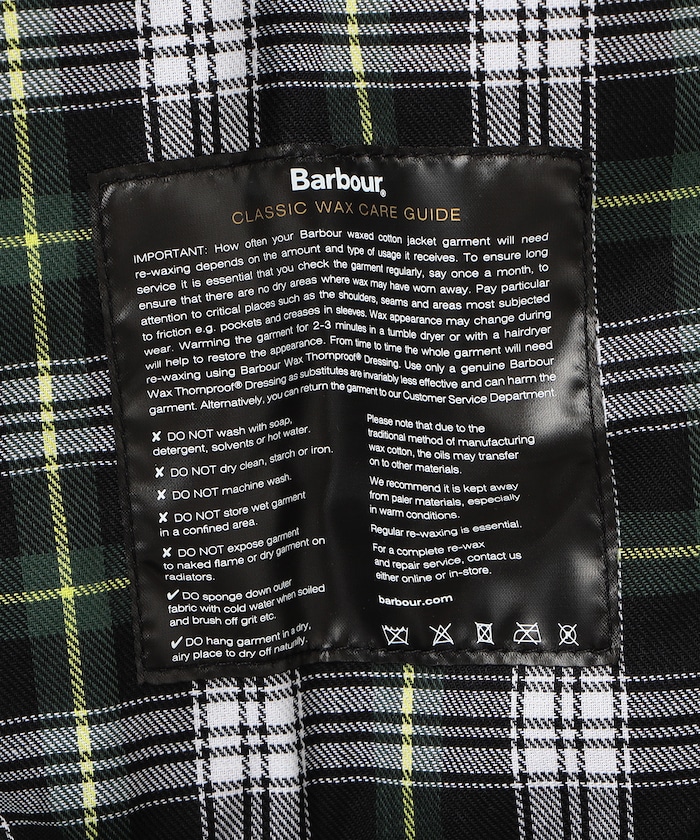 Barbour®
CLASSIC WAX CARE GUIDE
IMPORTANT: How often your Barbour waxed cotton jacket garment will need
re-waxing depends on the amount and type of usage it receives. To ensure long
service it is essential that you check the garment regularly, say once a month, to
ensure that there are no dry areas where wax may have worn away. Pay particular
attention to critical places such as the shoulders, seams and areas most subjected
to friction e.g. pockets and creases in sleeves. Wax appearance may change during
wear. Warming the garment for 2-3 minutes in a tumble dryer or with a hairdryer
will help to restore the appearance. From time to time the whole garment will need
re-waxing using Barbour Wax Thornproof® Dressing. Use only a genuine Barbour
Wax Thornproof® Dressing as substitutes are invariably less effective and can harm the
garment. Alternatively, you can return the garment to our Customer Service Department
✘ DO NOT wash with soap,
detergent, solvents or hot water.
✘ DO NOT dry clean, starch or iron.
✘ DO NOT machine wash.
✘ DO NOT store wet garment
in a confined area.
✘ DO NOT expose garment
to naked flame or dry garment on
radiators.
✔ DO sponge down outer
fabric with cold water when soiled
and brush off grit etc.
✔ DO hang garment in a dry,
airy place to dry off naturally.
Please note that due to the
traditional method of manufacturing
wax cotton, the oils may transfer
on to other materials.
We recommend it is kept away
from paler materials, especially
in warm conditions.
Regular re-waxing is essential.
For a complete re-wax
and repair service, contact us
either online or in-store.
barbour.com